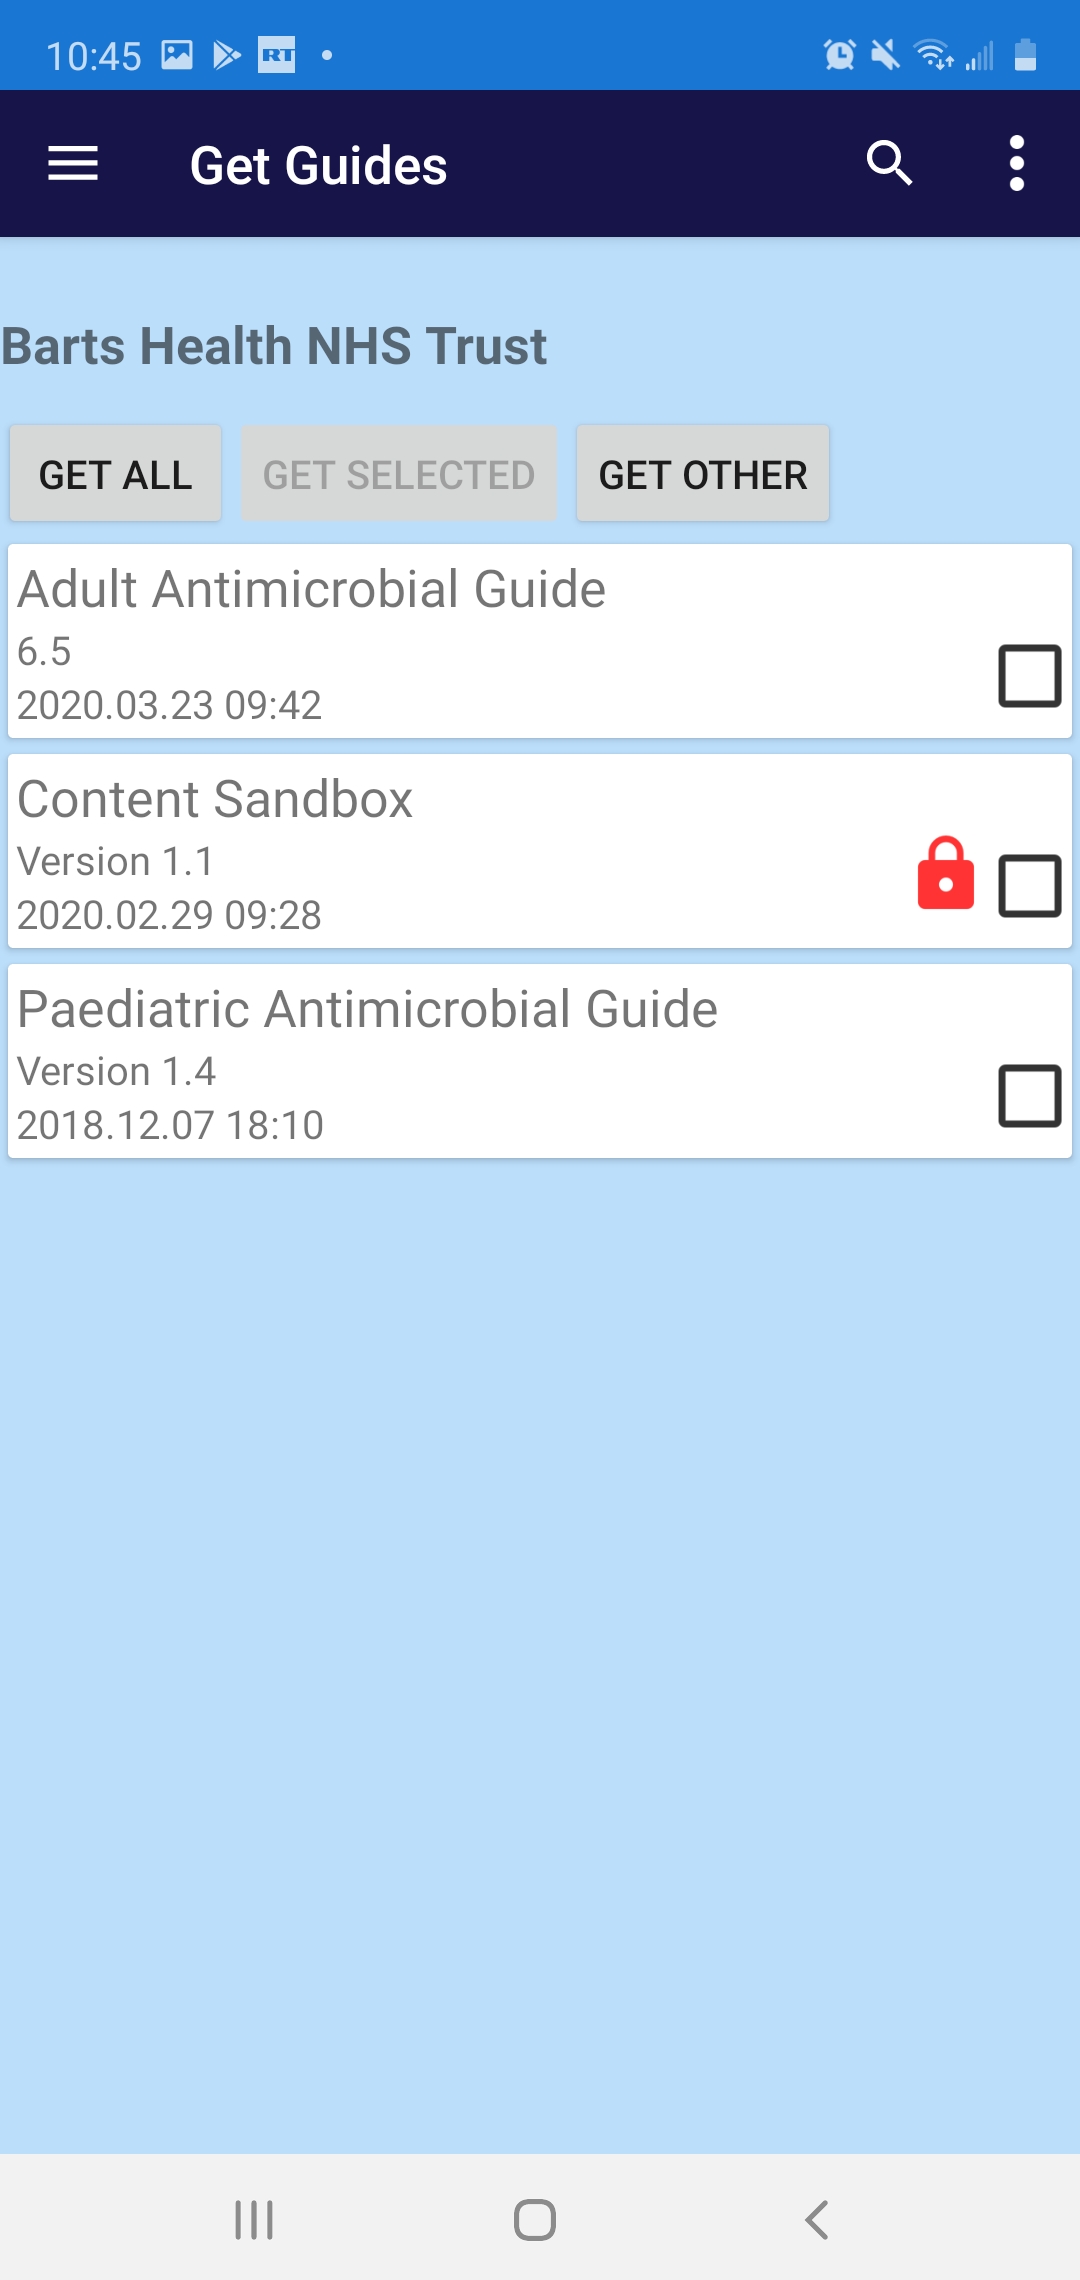 10:45 RT
Get Guides
Barts Health NHS Trust
GET ALL GET SELECTED GET OTHER
Adult Antimicrobial Guide
6.5
2020.03.23 09:42
Content Sandbox
Version 1.1
2020.02.29 09:28
Paediatric Antimicrobial Guide
Version 1.4
2018.12.07 18:10